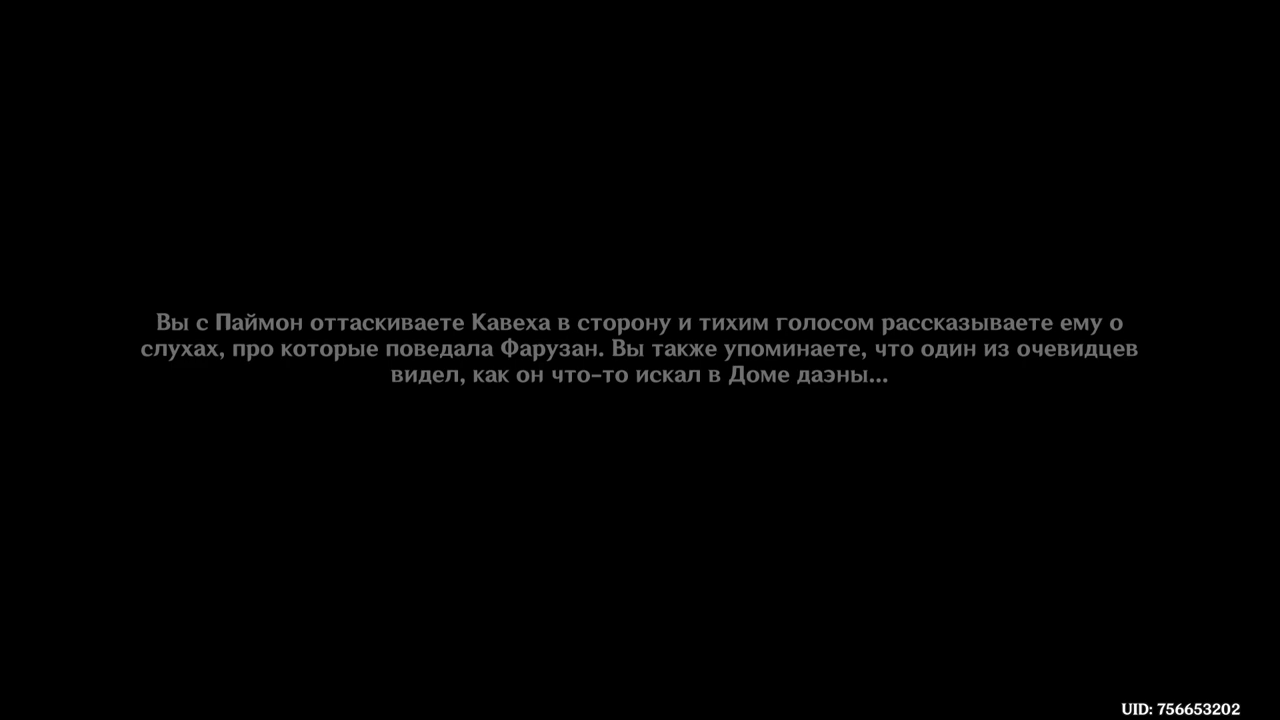 Вы с Паймон оттаскиваете Кавеха в сторону и тихим голосом рассказываете ему о
слухах, про которые поведала Фарузан. Вы также упоминаете, что один из очевидцев
видел, как он что-то искал в Доме даэны...
UID: 756653202